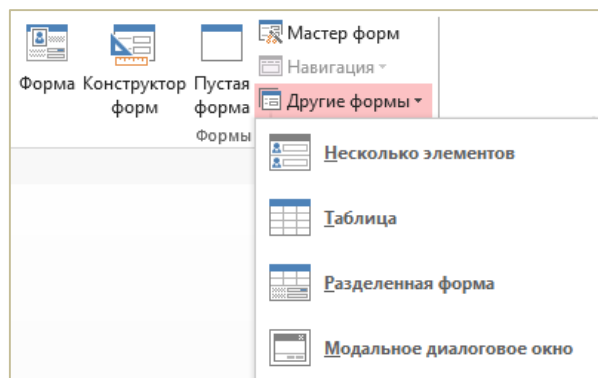 Мастер форм
Навигация
Форма Конструктор Пустая
форм форма
Другие формы
Формы
Несколько элементов
Таблица
Разделенная форма
Модальное диалоговое окно